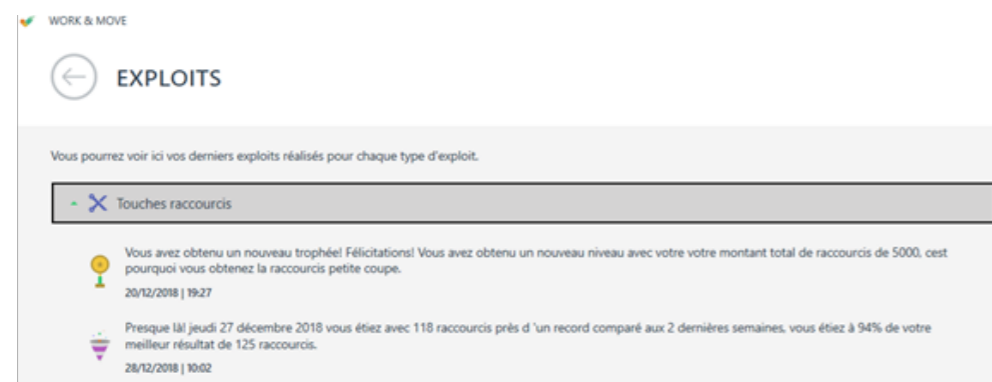 WORK & MOVE
EXPLOITS
Vous pourrez voir ici vos derniers exploits réalisés pour chaque type d'exploit.
Touches raccourcis
Vous avez obtenu un nouveau trophée! Félicitations! Vous avez obtenu un nouveau niveau avec votre votre montant total de raccourcis de 5000, cest
pourquoi vous obtenez la raccourcis petite coupe.
20/12/2018 | 19:27
Presque là! jeudi 27 décembre 2018 vous étiez avec 118 raccourcis près d 'un record comparé aux 2 dernières semaines, vous étiez à 94% de votre
meilleur résultat de 125 raccourcis.
28/12/2018 | 10:02